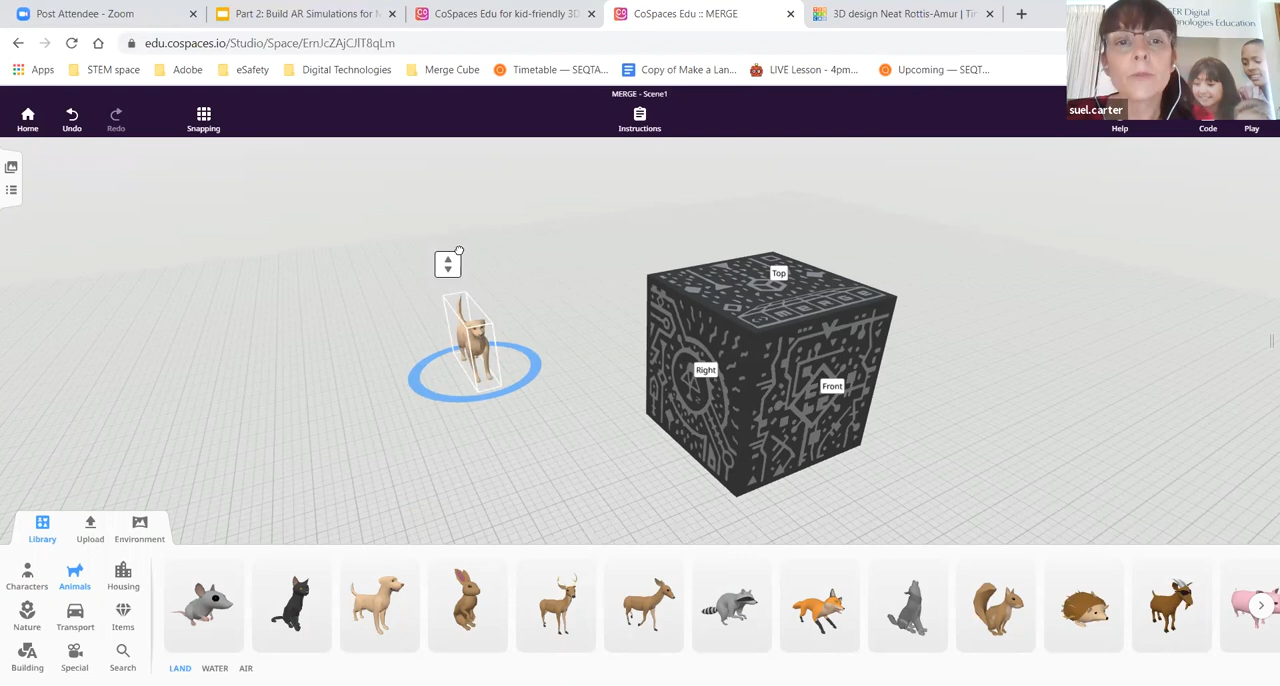 Post Attendee - Zoom
Part 2: Build AR Simulations for M
CoSpaces Edu for kid-friendly 3D
CoSpaces Edu :: MERGE
3D design Neat Rottis-Amur | Tin
edu.cospaces.io/Studio/Space/ErnJcZAjCJlT8qLm
Apps
STEM space
Adobe
eSafety
Digital Technologies
Merge Cube
Timetable — SEQTA...
Copy of Make a Lan...
LIVE Lesson - 4pm...
Upcoming — SEQT...
SER Digital
nologies Education
suel.carter
MERGE - Scene1
Home
Undo
Redo
Snapping
Instructions
Help
Code
Play
Top
MERGE
Right
Front
Library
Upload
Environment
Characters
Animals
Housing
Nature
Transport
Items
Building
Special
Search
LAND
WATER
AIR